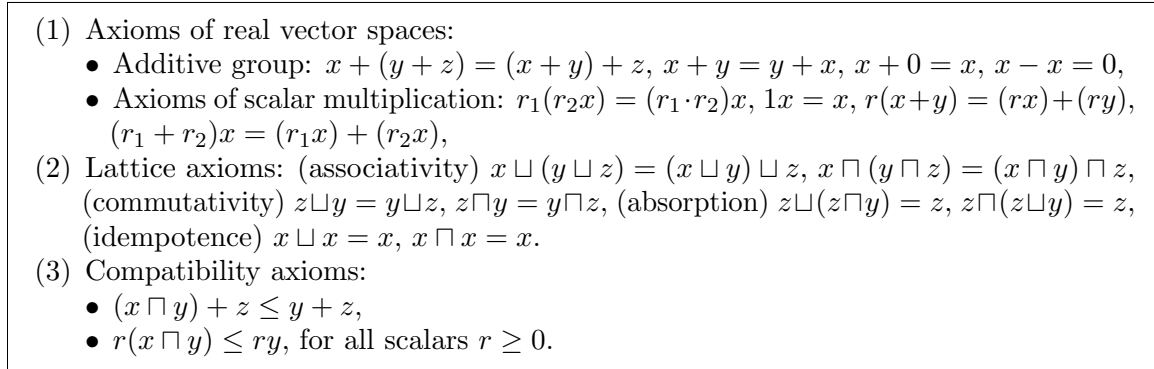 (1) Axioms of real vector spaces:
• Additive group: x + (y + z) = (x + y) + z, x + y = y + x, x + 0 = x, x − x = 0,
• Axioms of scalar multiplication: r₁(r₂x) = (r₁·r₂)x, 1x = x, r(x+y) = (rx)+(ry),
(r₁ + r₂)x = (r₁x) + (r₂x),
(2) Lattice axioms: (associativity) x ⊔ (y ⊔ z) = (x ⊔ y) ⊔ z, x ⊓ (y ⊓ z) = (x ⊓ y) ⊓ z,
(commutativity) z⊔y = y⊔z, z⊓y = y⊓z, (absorption) z⊔(z⊓y) = z, z⊓(z⊔y) = z,
(idempotence) x ⊔ x = x, x ⊓ x = x.
(3) Compatibility axioms:
• (x ⊓ y) + z ≤ y + z,
• r(x ⊓ y) ≤ ry, for all scalars r ≥ 0.